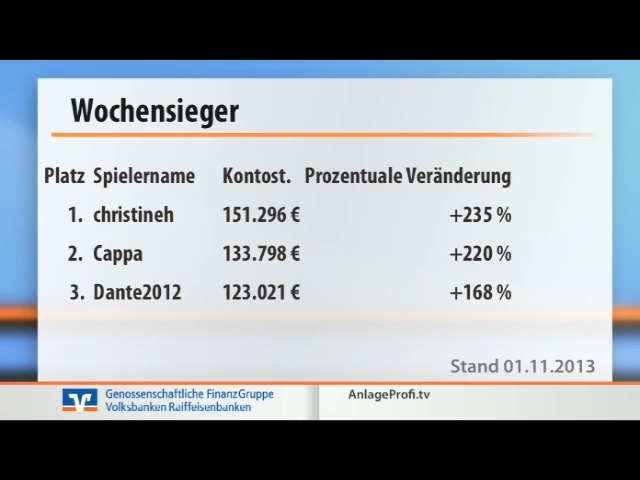 Wochensieger
Platz Spielername Kontost. Prozentuale Veränderung
1. christineh 151.296 € +235 %
2. Cappa 133.798 € +220 %
3. Dante2012 123.021 € +168 %
Stand 01.11.2013
Genossenschaftliche FinanzGruppe
Volksbanken Raiffeisenbanken
AnlageProfi.tv